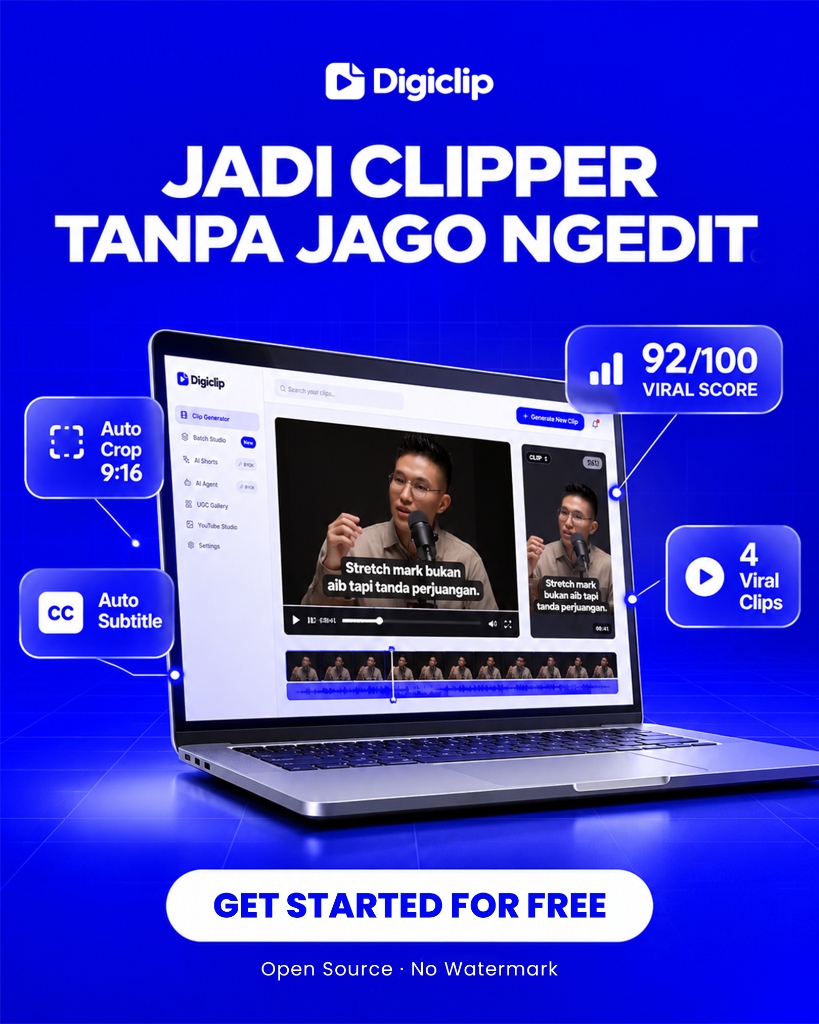 Digiclip
JADI CLIPPER
TANPA JAGO NGEDIT
92/100
VIRAL SCORE
Auto
Crop
9:16
CC
Auto
Subtitle
4
Viral
Clips
Digiclip
Search your clips...
+ Generate New Clip
Clip Generator
Batch Studio New
AI Shorts
AI Agent
UGC Gallery
YouTube Studio
Settings
Stretch mark bukan
aib tapi tanda perjuangan.
CLIP 1
Stretch mark
bukan aib tapi
tanda perjuangan.
00:41
GET STARTED FOR FREE
Open Source · No Watermark